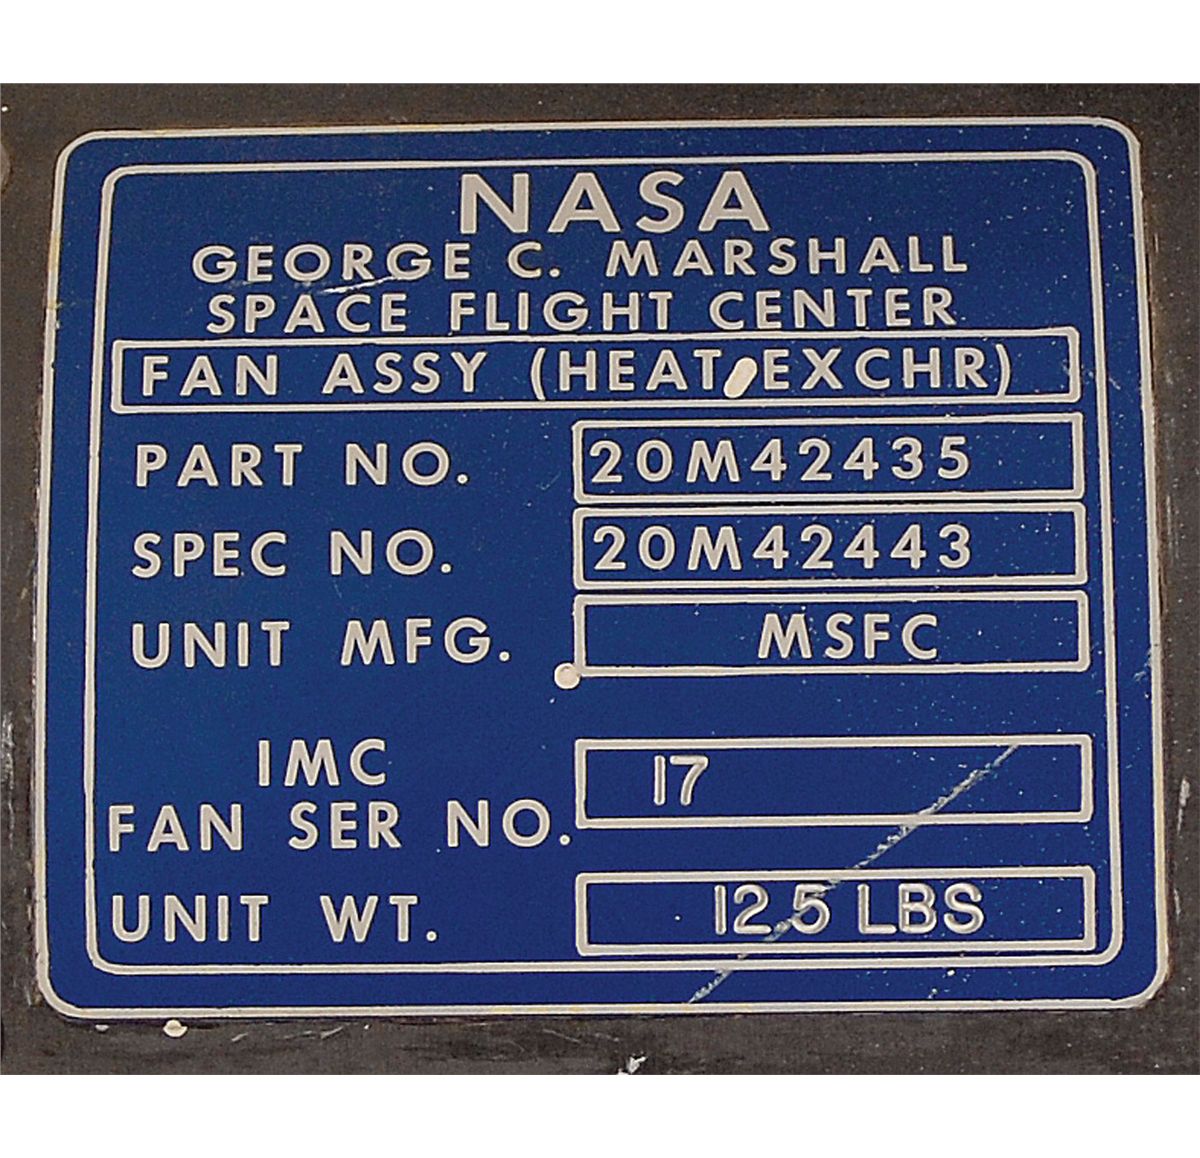 NASA
GEORGE C. MARSHALL
SPACE FLIGHT CENTER
FAN ASSY (HEAT EXCHR)
PART NO. 20M42435
SPEC NO. 20M42443
UNIT MFG. MSFC
IMC
FAN SER NO. 17
UNIT WT. 12.5 LBS